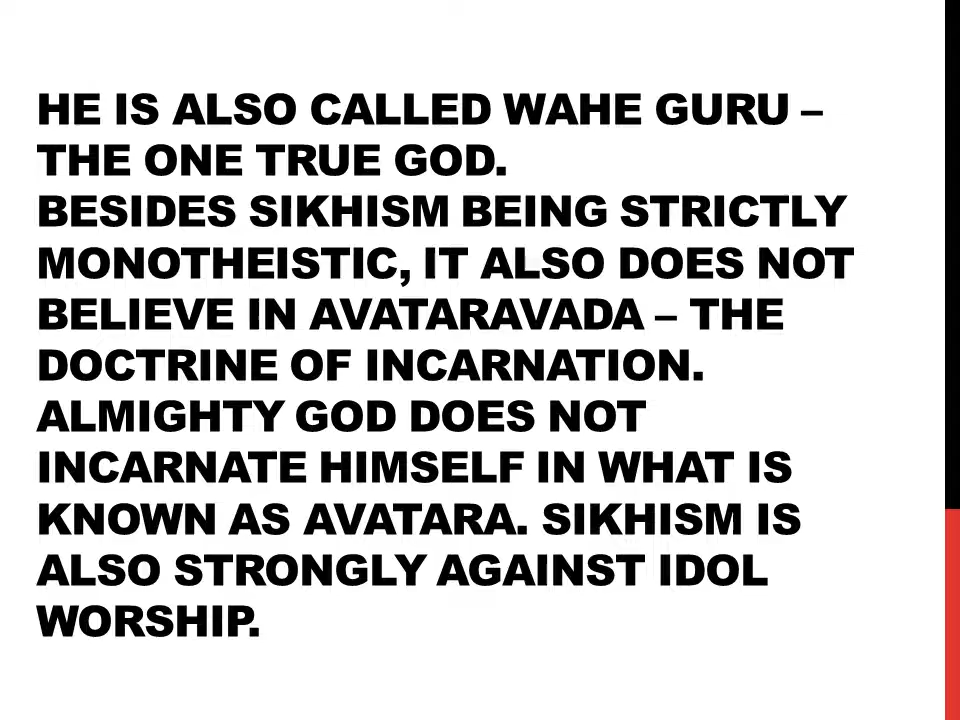 HE IS ALSO CALLED WAHE GURU –
THE ONE TRUE GOD.
BESIDES SIKHISM BEING STRICTLY
MONOTHEISTIC, IT ALSO DOES NOT
BELIEVE IN AVATARAVADA – THE
DOCTRINE OF INCARNATION.
ALMIGHTY GOD DOES NOT
INCARNATE HIMSELF IN WHAT IS
KNOWN AS AVATARA. SIKHISM IS
ALSO STRONGLY AGAINST IDOL
WORSHIP.